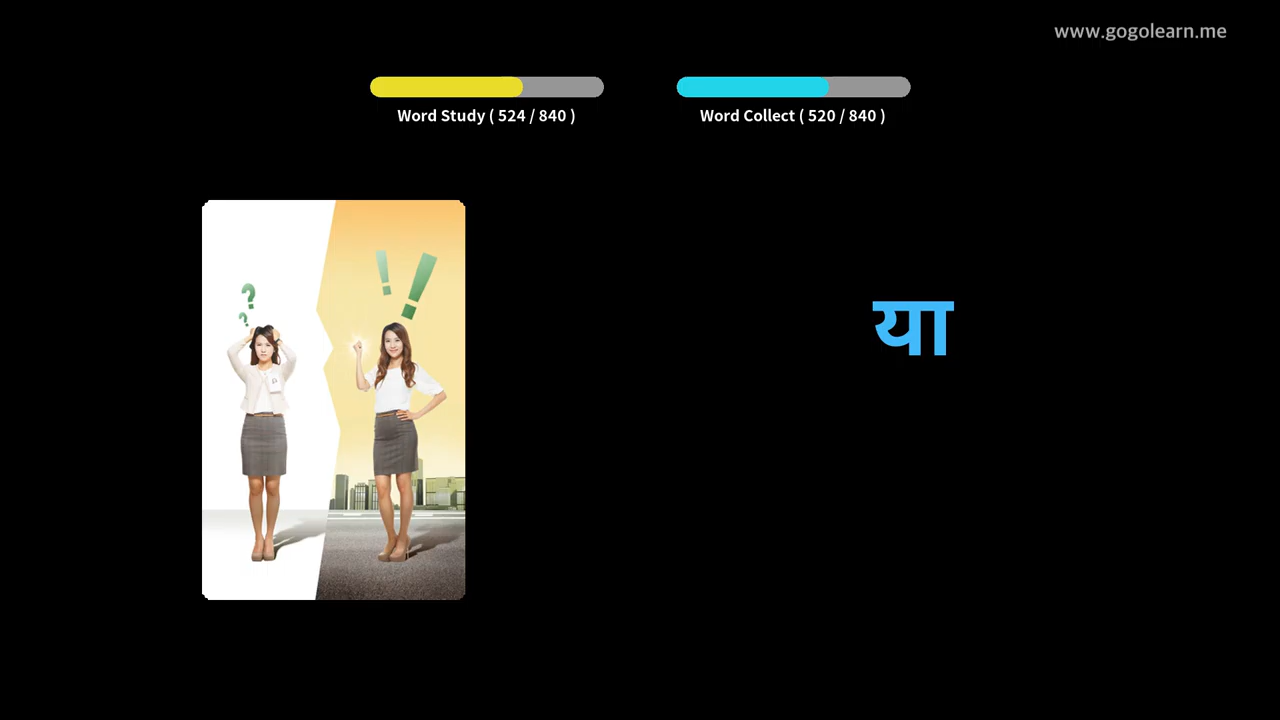 www.gogolearn.me
Word Study ( 524 / 840 )
Word Collect ( 520 / 840 )
? ! !
?
या